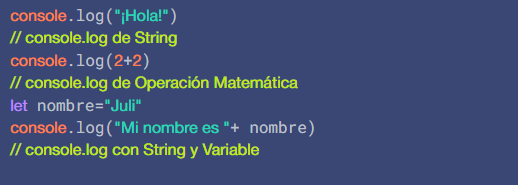 console.log("¡Hola!")
// console.log de String
console.log(2+2)
// console.log de Operación Matemática
let nombre="Juli"
console.log("Mi nombre es "+ nombre)
// console.log con String y Variable